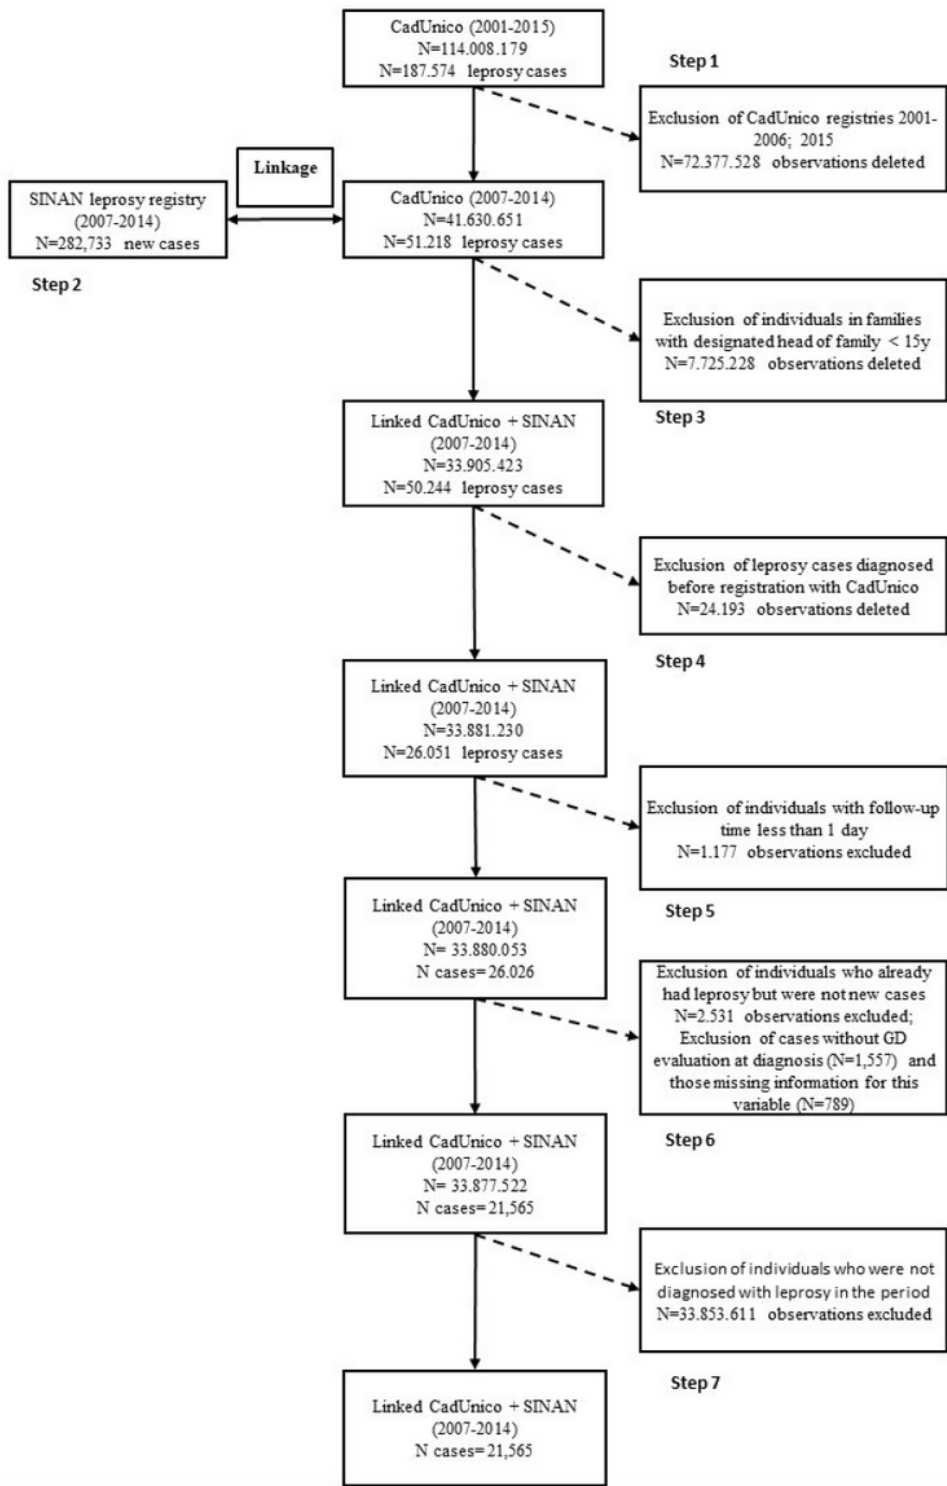 CadUnico (2001-2015)
N=114.008.179
N=187.574 leprosy cases
Step 1
Exclusion of CadUnico registries 2001-
2006; 2015
N=72.377.528 observations deleted
Linkage
SINAN leprosy registry
(2007-2014)
N=282,733 new cases
Step 2
CadUnico (2007-2014)
N=41.630.651
N=51.218 leprosy cases
Exclusion of individuals in families
with designated head of family < 15y
N=7.725.228 observations deleted
Step 3
Linked CadUnico + SINAN
(2007-2014)
N=33.905.423
N=50.244 leprosy cases
Exclusion of leprosy cases diagnosed
before registration with CadUnico
N=24.193 observations deleted
Step 4
Linked CadUnico + SINAN
(2007-2014)
N=33.881.230
N=26.051 leprosy cases
Exclusion of individuals with follow-up
time less than 1 day
N=1.177 observations excluded
Step 5
Linked CadUnico + SINAN
(2007-2014)
N= 33.880.053
N cases= 26.026
Exclusion of individuals who already
had leprosy but were not new cases
N=2.531 observations excluded;
Exclusion of cases without GD
evaluation at diagnosis (N=1,557) and
those missing information for this
variable (N=789)
Step 6
Linked CadUnico + SINAN
(2007-2014)
N= 33.877.522
N cases= 21,565
Exclusion of individuals who were not
diagnosed with leprosy in the period
N=33.853.611 observations excluded
Step 7
Linked CadUnico + SINAN
(2007-2014)
N cases= 21,565